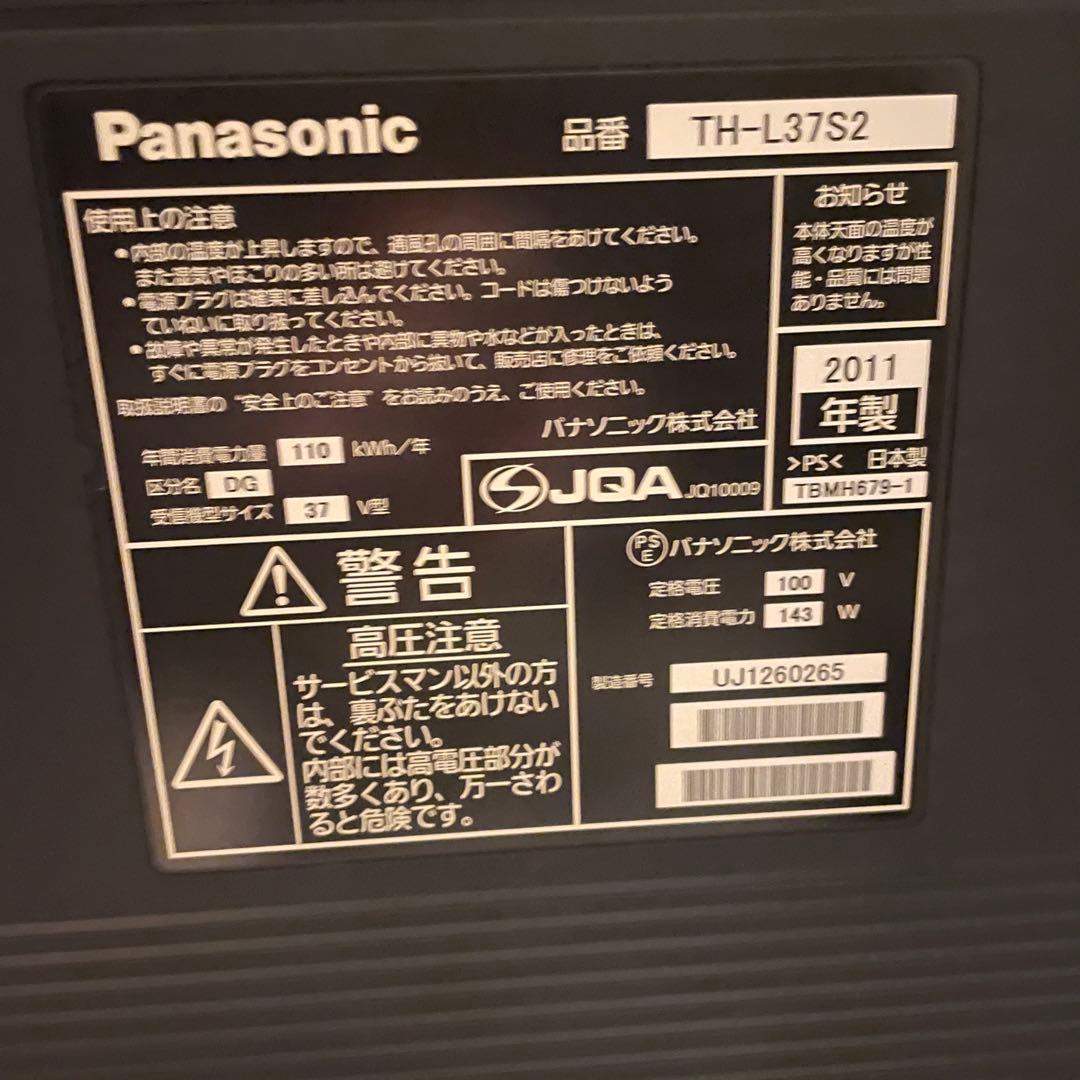 Panasonic
品番 TH-L37S2
使用上の注意
●内部の温度が上昇しますので、通風孔の周囲に間隔をあけてください。
また湿気やほこりの多い所は避けてください。
●電源プラグは確実に差し込んでください。コードは傷つけないよう
ていねいに取り扱ってください。
●故障や異常が発生したときや内部に異物や水などが入ったときは、
すぐに電源プラグをコンセントから抜いて、販売店に修理をご依頼ください。
取扱説明書の“安全上のご注意”をお読みのうえ、ご使用ください。
パナソニック株式会社
年間消費電力量 110 kWh/年
区分名 DG
受信機型サイズ 37 V型
JQA JQ10009
お知らせ
本体天面の温度が
高くなりますが性
能・品質には問題
ありません。
2011
年製
>PS< 日本製
TBMH679-1
警告
高圧注意
サービスマン以外の方
は、裏ぶたをあけない
でください。
内部には高電圧部分が
数多くあり、万一さわ
ると危険です。
PSE パナソニック株式会社
定格電圧 100 V
定格消費電力 143 W
製造番号 UJ1260265